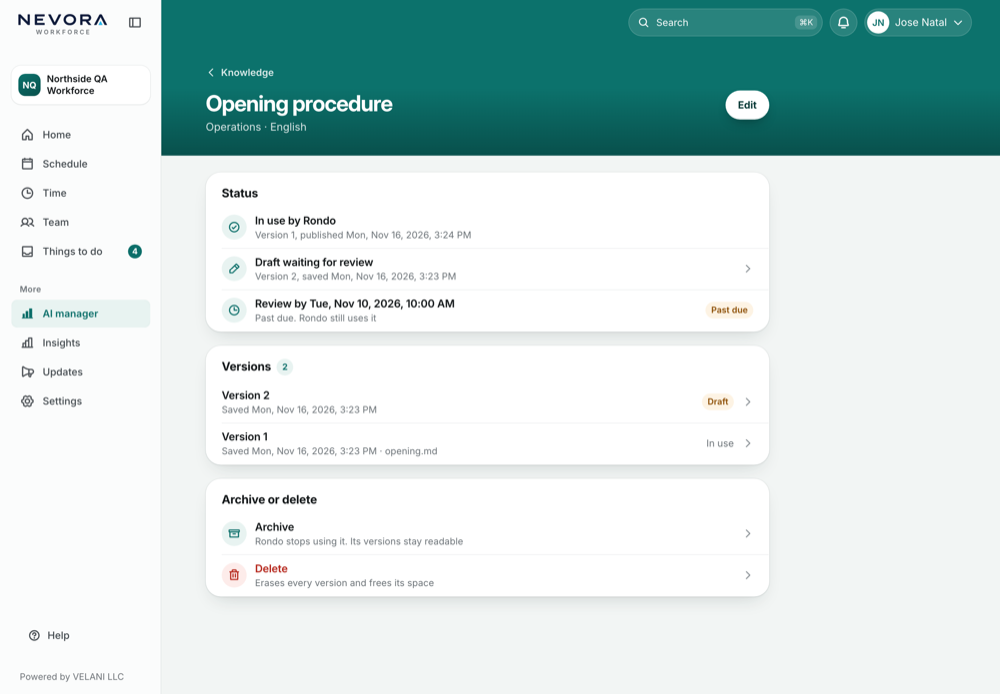 NEVORA
WORKFORCE
Search
⌘K
JN
Jose Natal
NQ
Northside QA
Workforce
Home
Schedule
Time
Team
Things to do
4
More
AI manager
Insights
Updates
Settings
Help
Powered by VELANI LLC
Knowledge
Opening procedure
Operations · English
Edit
Status
In use by Rondo
Version 1, published Mon, Nov 16, 2026, 3:24 PM
Draft waiting for review
Version 2, saved Mon, Nov 16, 2026, 3:23 PM
Review by Tue, Nov 10, 2026, 10:00 AM
Past due. Rondo still uses it
Past due
Versions 2
Version 2
Saved Mon, Nov 16, 2026, 3:23 PM
Draft
Version 1
Saved Mon, Nov 16, 2026, 3:23 PM · opening.md
In use
Archive or delete
Archive
Rondo stops using it. Its versions stay readable
Delete
Erases every version and frees its space